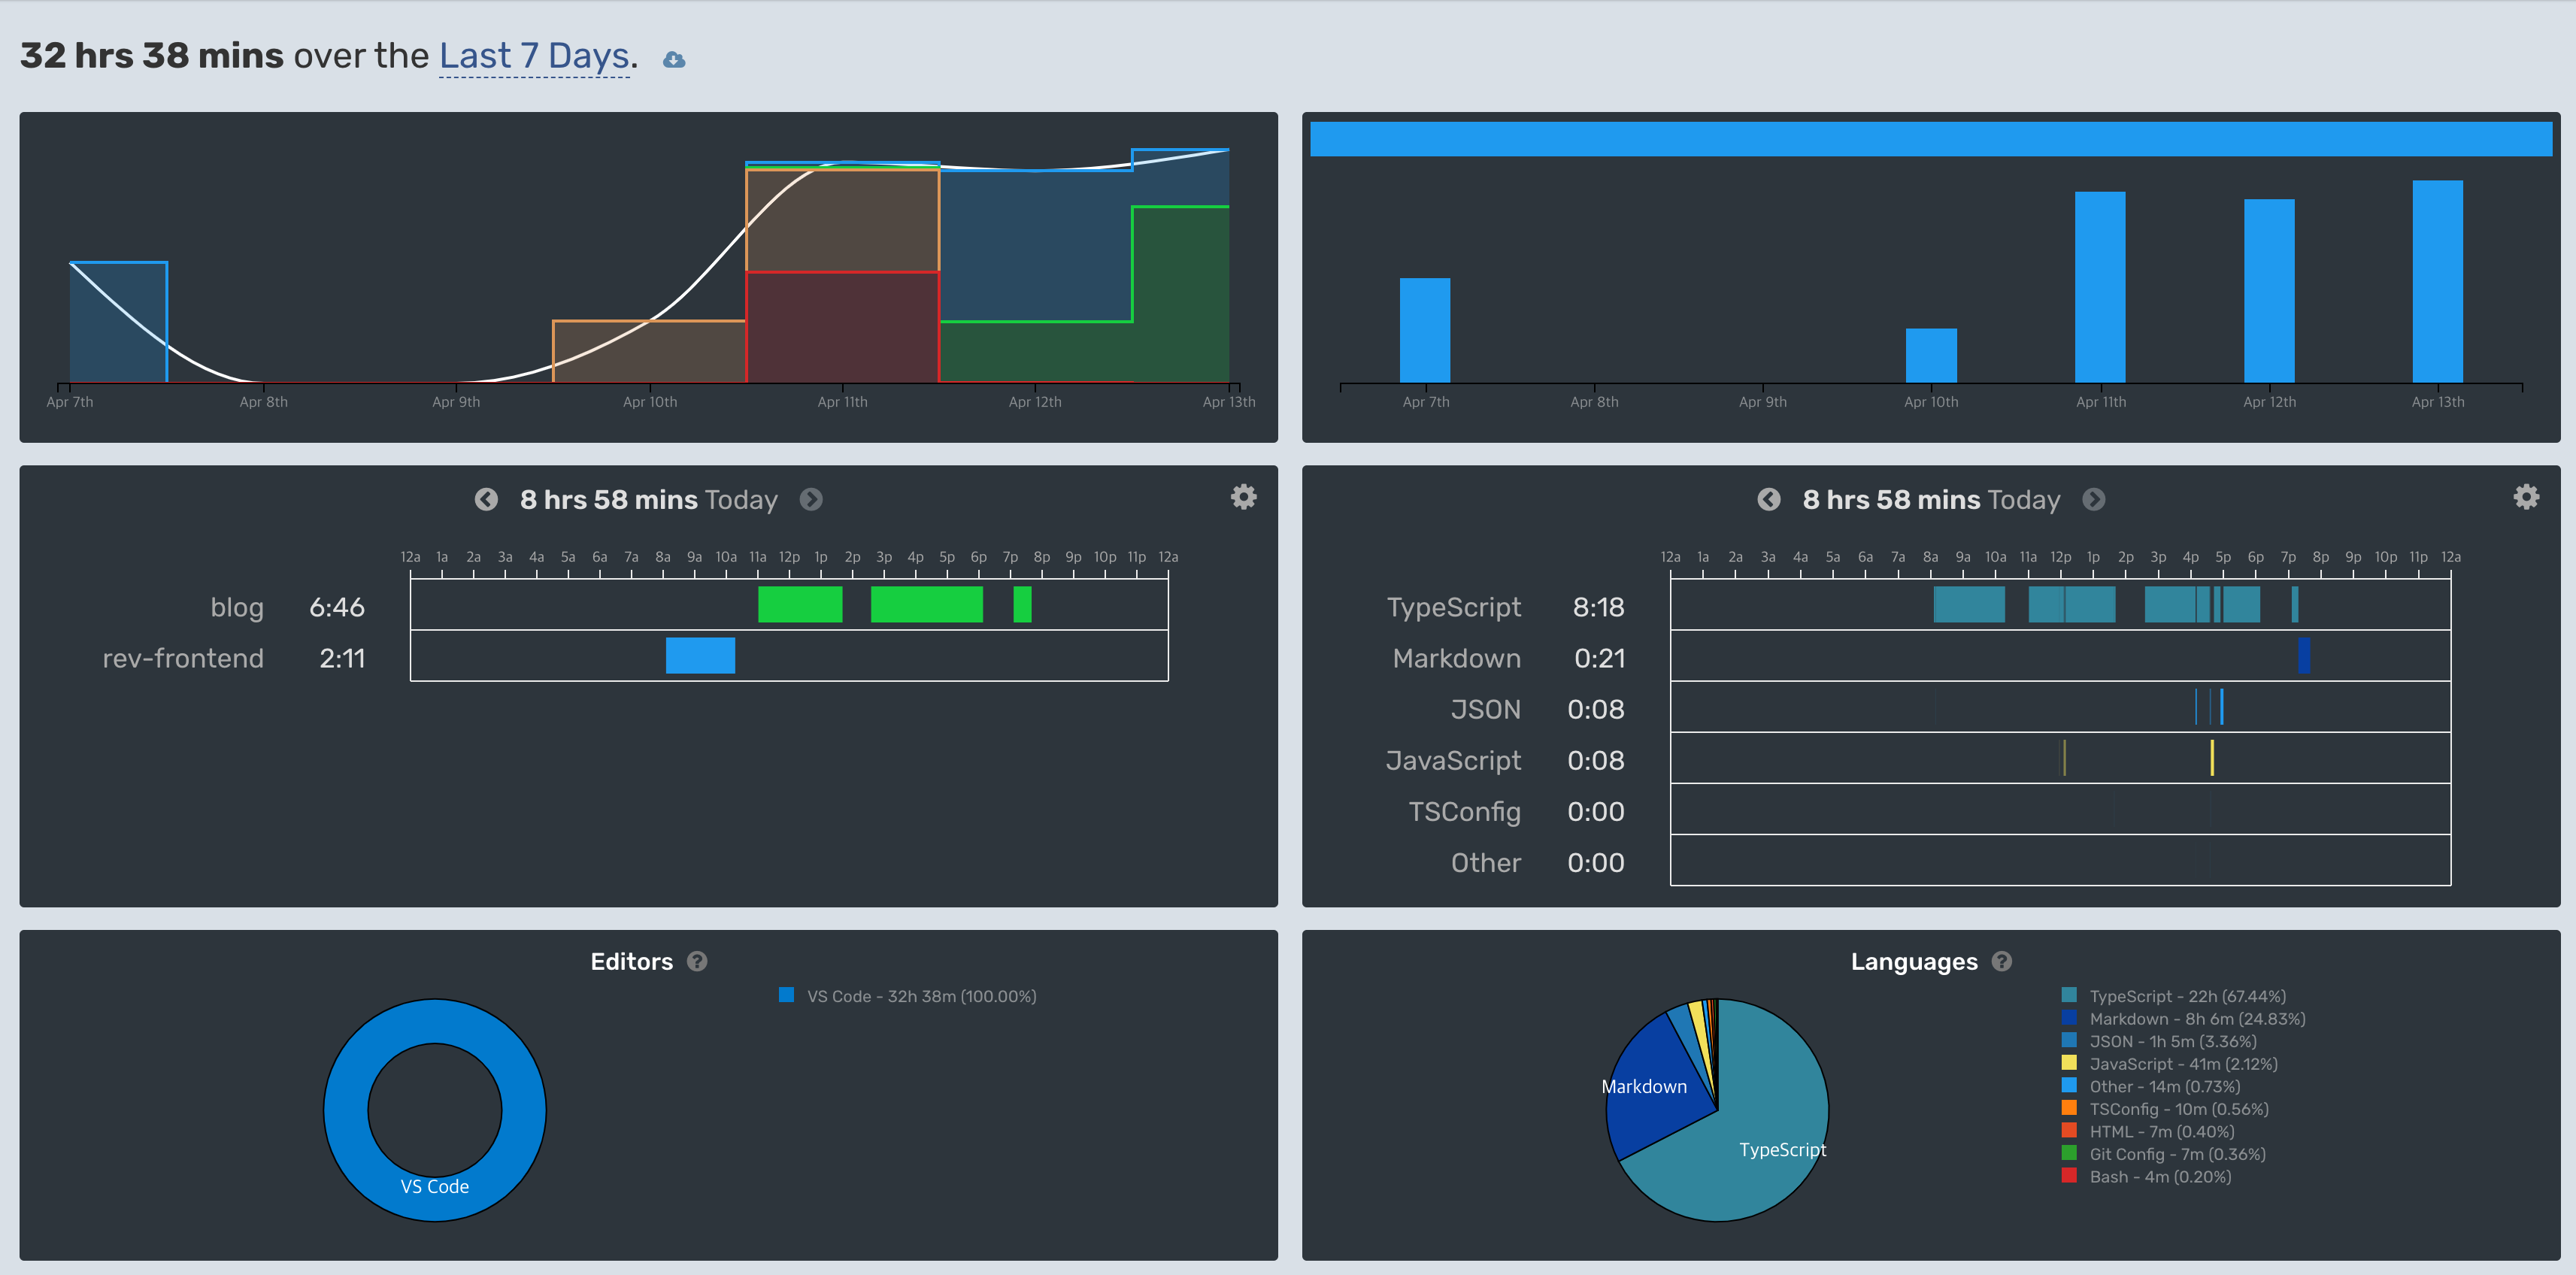 32 hrs 38 mins over the Last 7 Days.
Apr 7th Apr 8th Apr 9th Apr 10th Apr 11th Apr 12th Apr 13th
Apr 7th Apr 8th Apr 9th Apr 10th Apr 11th Apr 12th Apr 13th
8 hrs 58 mins Today
12a 1a 2a 3a 4a 5a 6a 7a 8a 9a 10a 11a 12p 1p 2p 3p 4p 5p 6p 7p 8p 9p 10p 11p 12a
blog 6:46
rev-frontend 2:11
8 hrs 58 mins Today
12a 1a 2a 3a 4a 5a 6a 7a 8a 9a 10a 11a 12p 1p 2p 3p 4p 5p 6p 7p 8p 9p 10p 11p 12a
TypeScript 8:18
Markdown 0:21
JSON 0:08
JavaScript 0:08
TSConfig 0:00
Other 0:00
Editors ?
VS Code - 32h 38m (100.00%)
VS Code
Languages ?
Markdown
TypeScript
TypeScript - 22h (67.44%)
Markdown - 8h 6m (24.83%)
JSON - 1h 5m (3.36%)
JavaScript - 41m (2.12%)
Other - 14m (0.73%)
TSConfig - 10m (0.56%)
HTML - 7m (0.40%)
Git Config - 7m (0.36%)
Bash - 4m (0.20%)